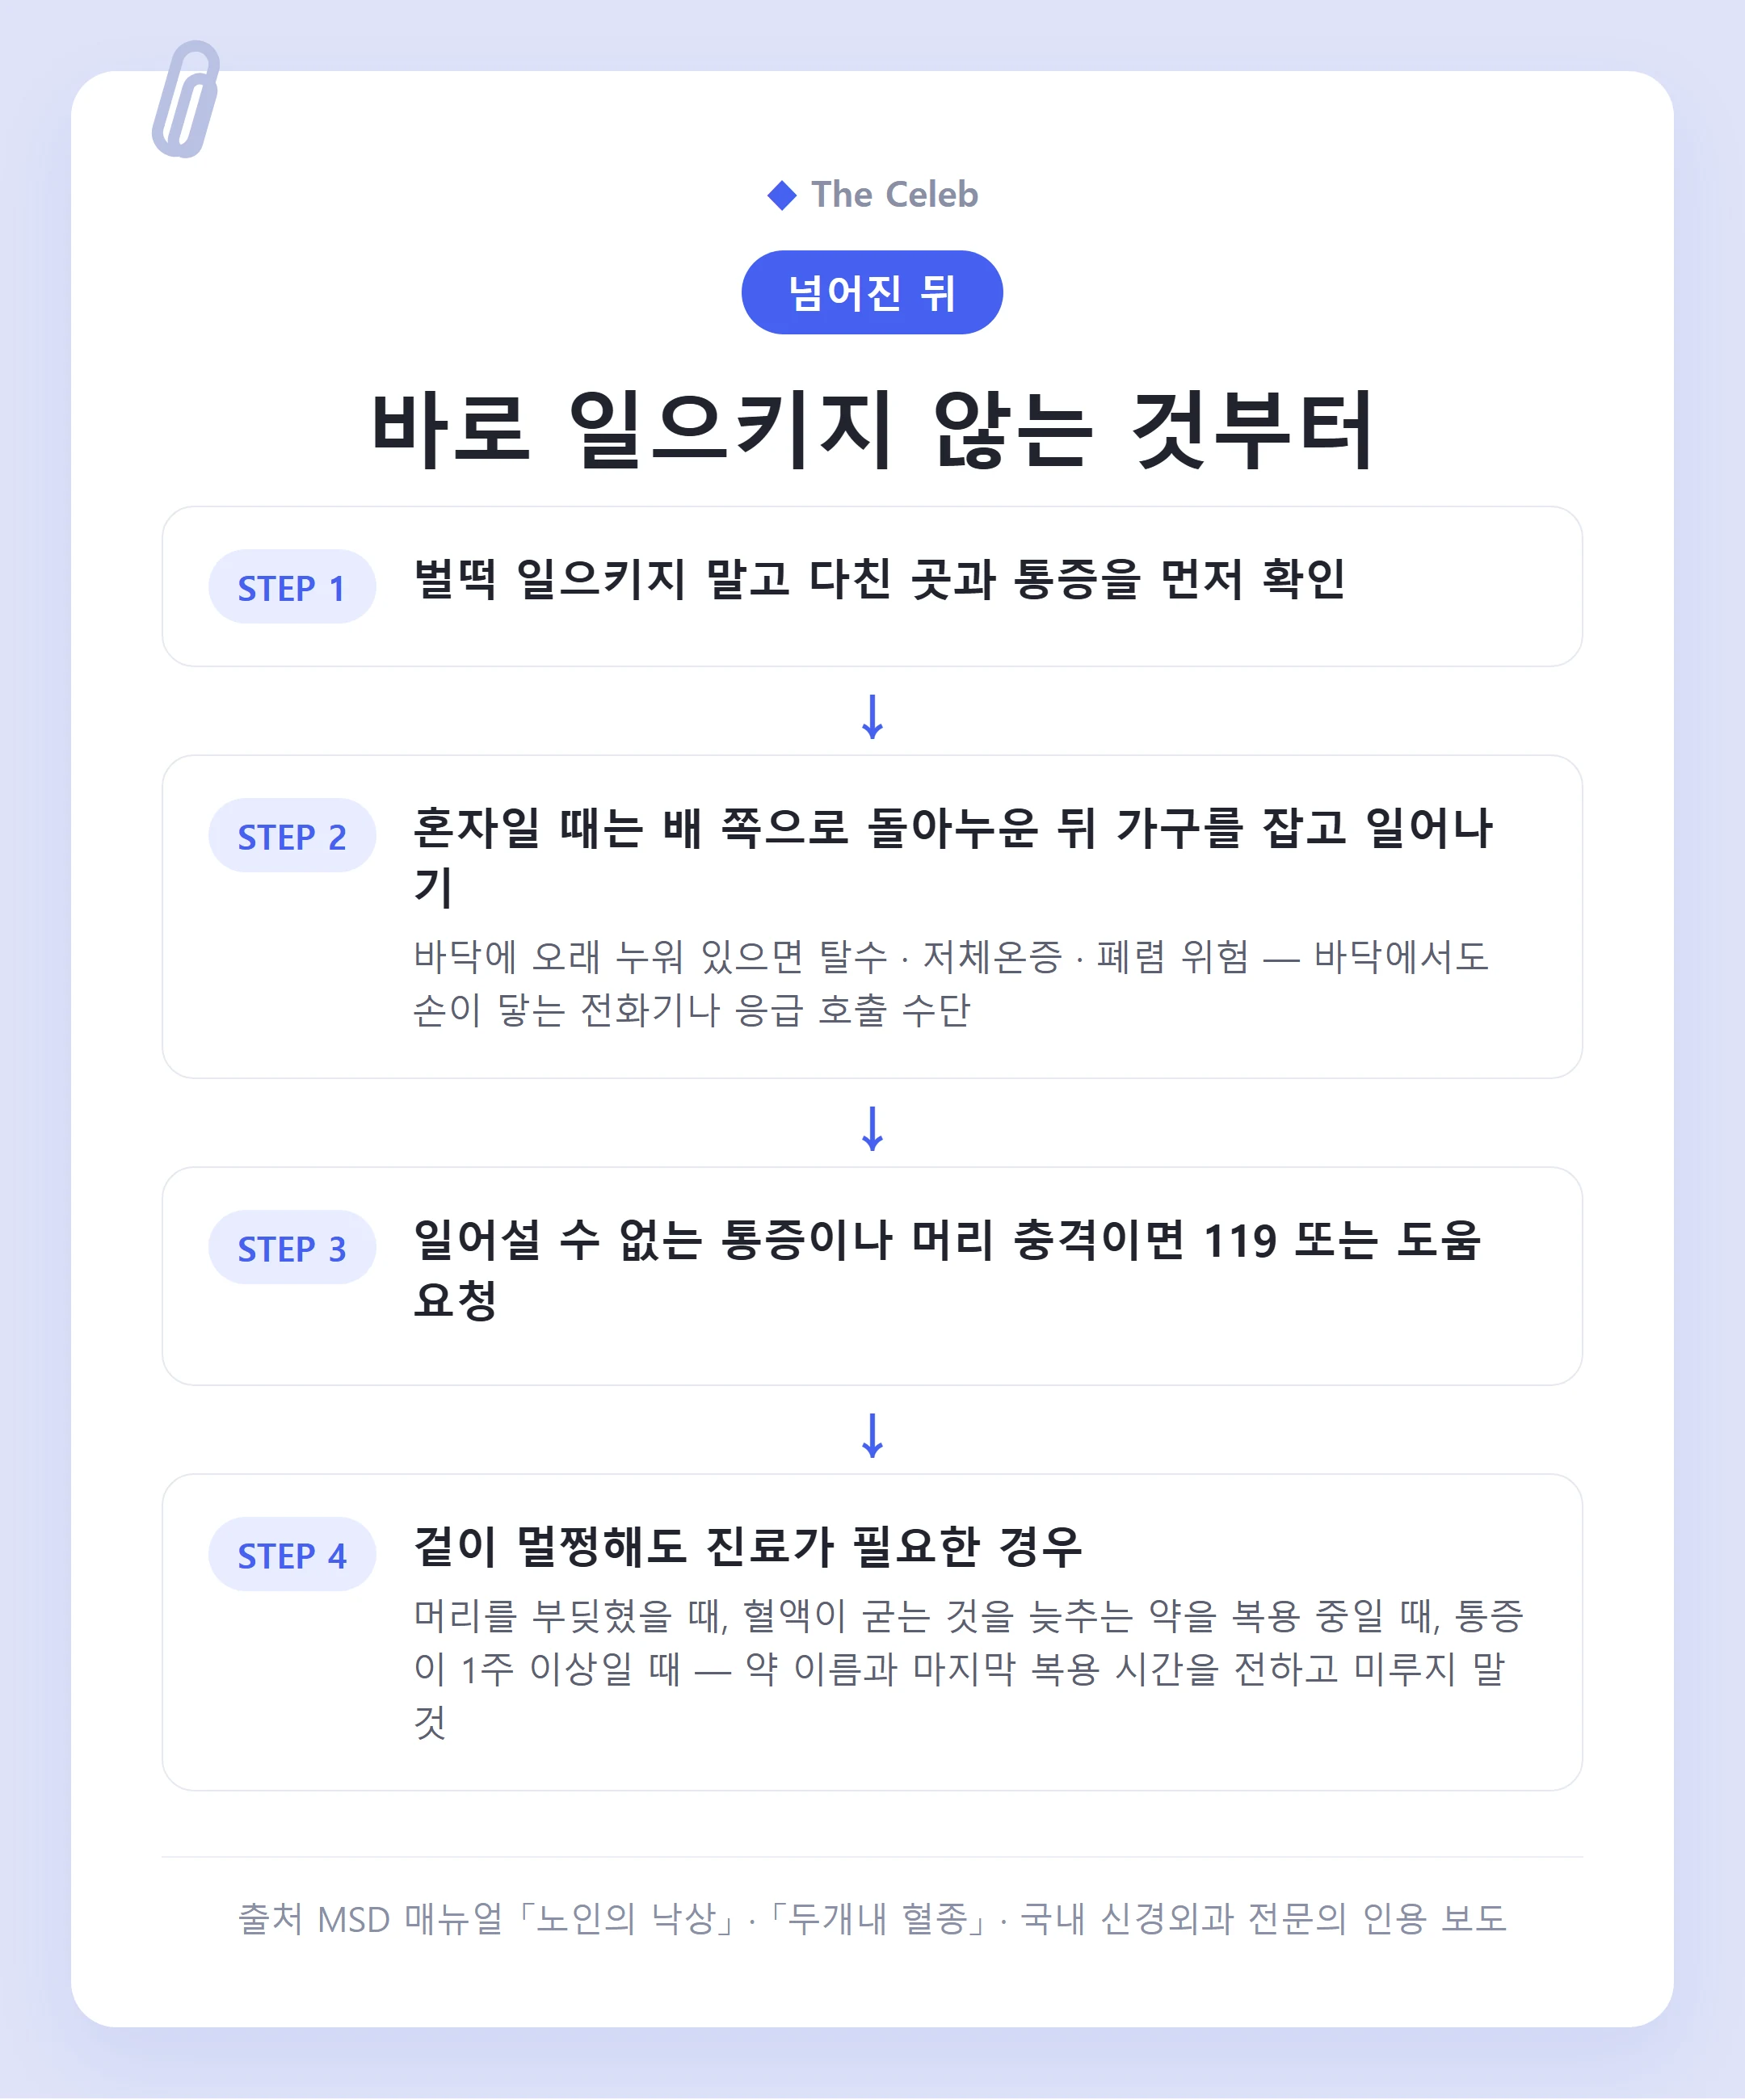 ◆ The Celeb
넘어진 뒤
바로 일으키지 않는 것부터
STEP 1
벌떡 일으키지 말고 다친 곳과 통증을 먼저 확인
↓
STEP 2
혼자일 때는 배 쪽으로 돌아누운 뒤 가구를 잡고 일어나
기
바닥에 오래 누워 있으면 탈수 · 저체온증 · 폐렴 위험 — 바닥에서도
손이 닿는 전화기나 응급 호출 수단
↓
STEP 3
일어설 수 없는 통증이나 머리 충격이면 119 또는 도움
요청
↓
STEP 4
겉이 멀쩡해도 진료가 필요한 경우
머리를 부딪혔을 때, 혈액이 굳는 것을 늦추는 약을 복용 중일 때, 통증
이 1주 이상일 때 — 약 이름과 마지막 복용 시간을 전하고 미루지 말
것
출처 MSD 매뉴얼「노인의 낙상」·「두개내 혈종」· 국내 신경외과 전문의 인용 보도